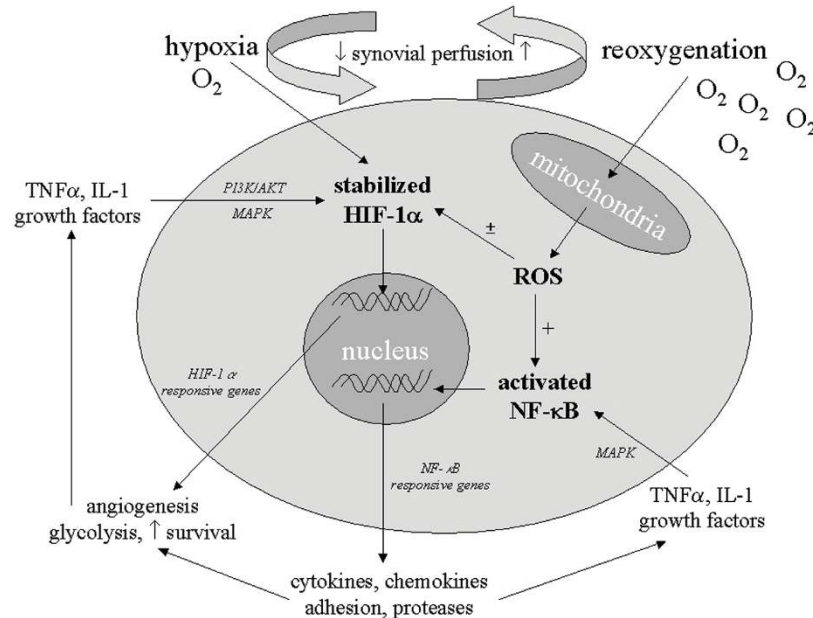 hypoxia
O₂
↓ synovial perfusion ↑
reoxygenation
O₂
O₂ O₂ O₂
O₂
mitochondria
TNFα, IL-1
growth factors
PI3K/AKT
MAPK
stabilized
HIF-1α
±
ROS
+
nucleus
activated
NF-κB
HIF-1 α
responsive genes
MAPK
NF- κB
responsive genes
TNFα, IL-1
growth factors
angiogenesis
glycolysis, ↑ survival
cytokines, chemokines
adhesion, proteases